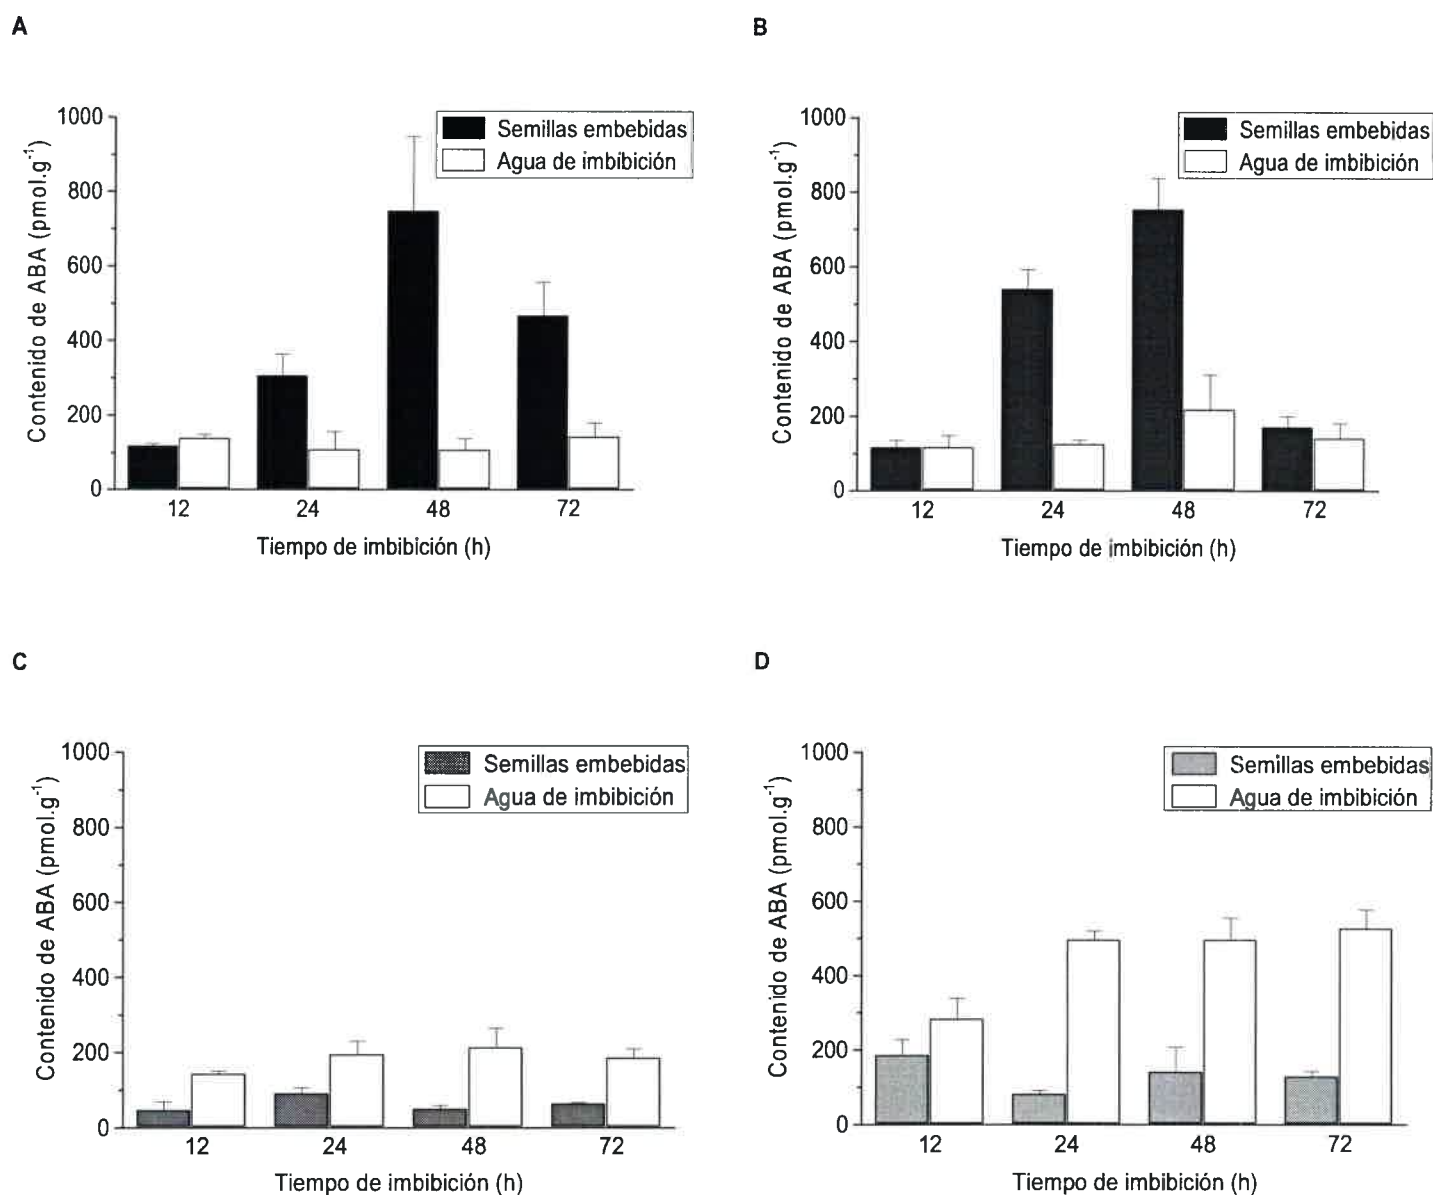 A
Contenido de ABA (pmol.g-1)
1000
800
600
400
200
0
Semillas embebidas
Agua de imbibición
12 24 48 72
Tiempo de imbibición (h)
B
Contenido de ABA (pmol.g-1)
1000
800
600
400
200
0
Semillas embebidas
Agua de imbibición
12 24 48 72
Tiempo de imbibición (h)
C
Contenido de ABA (pmol.g-1)
1000
800
600
400
200
0
Semillas embebidas
Agua de imbibición
12 24 48 72
Tiempo de imbibición (h)
D
Contenido de ABA (pmol.g-1)
1000
800
600
400
200
0
Semillas embebidas
Agua de imbibición
12 24 48 72
Tiempo de imbibición (h)